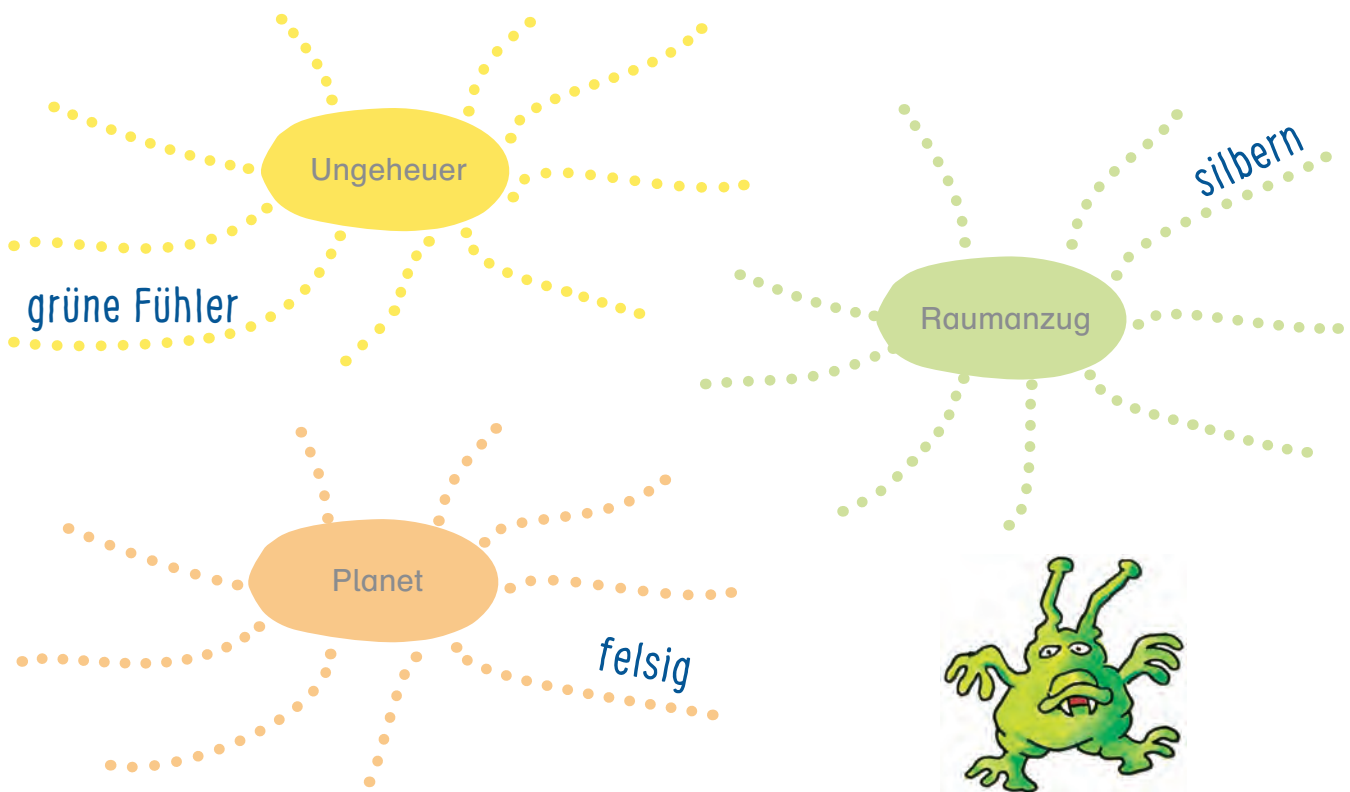 Ungeheuer
grüne Fühler
silbern
Raumanzug
Planet
felsig